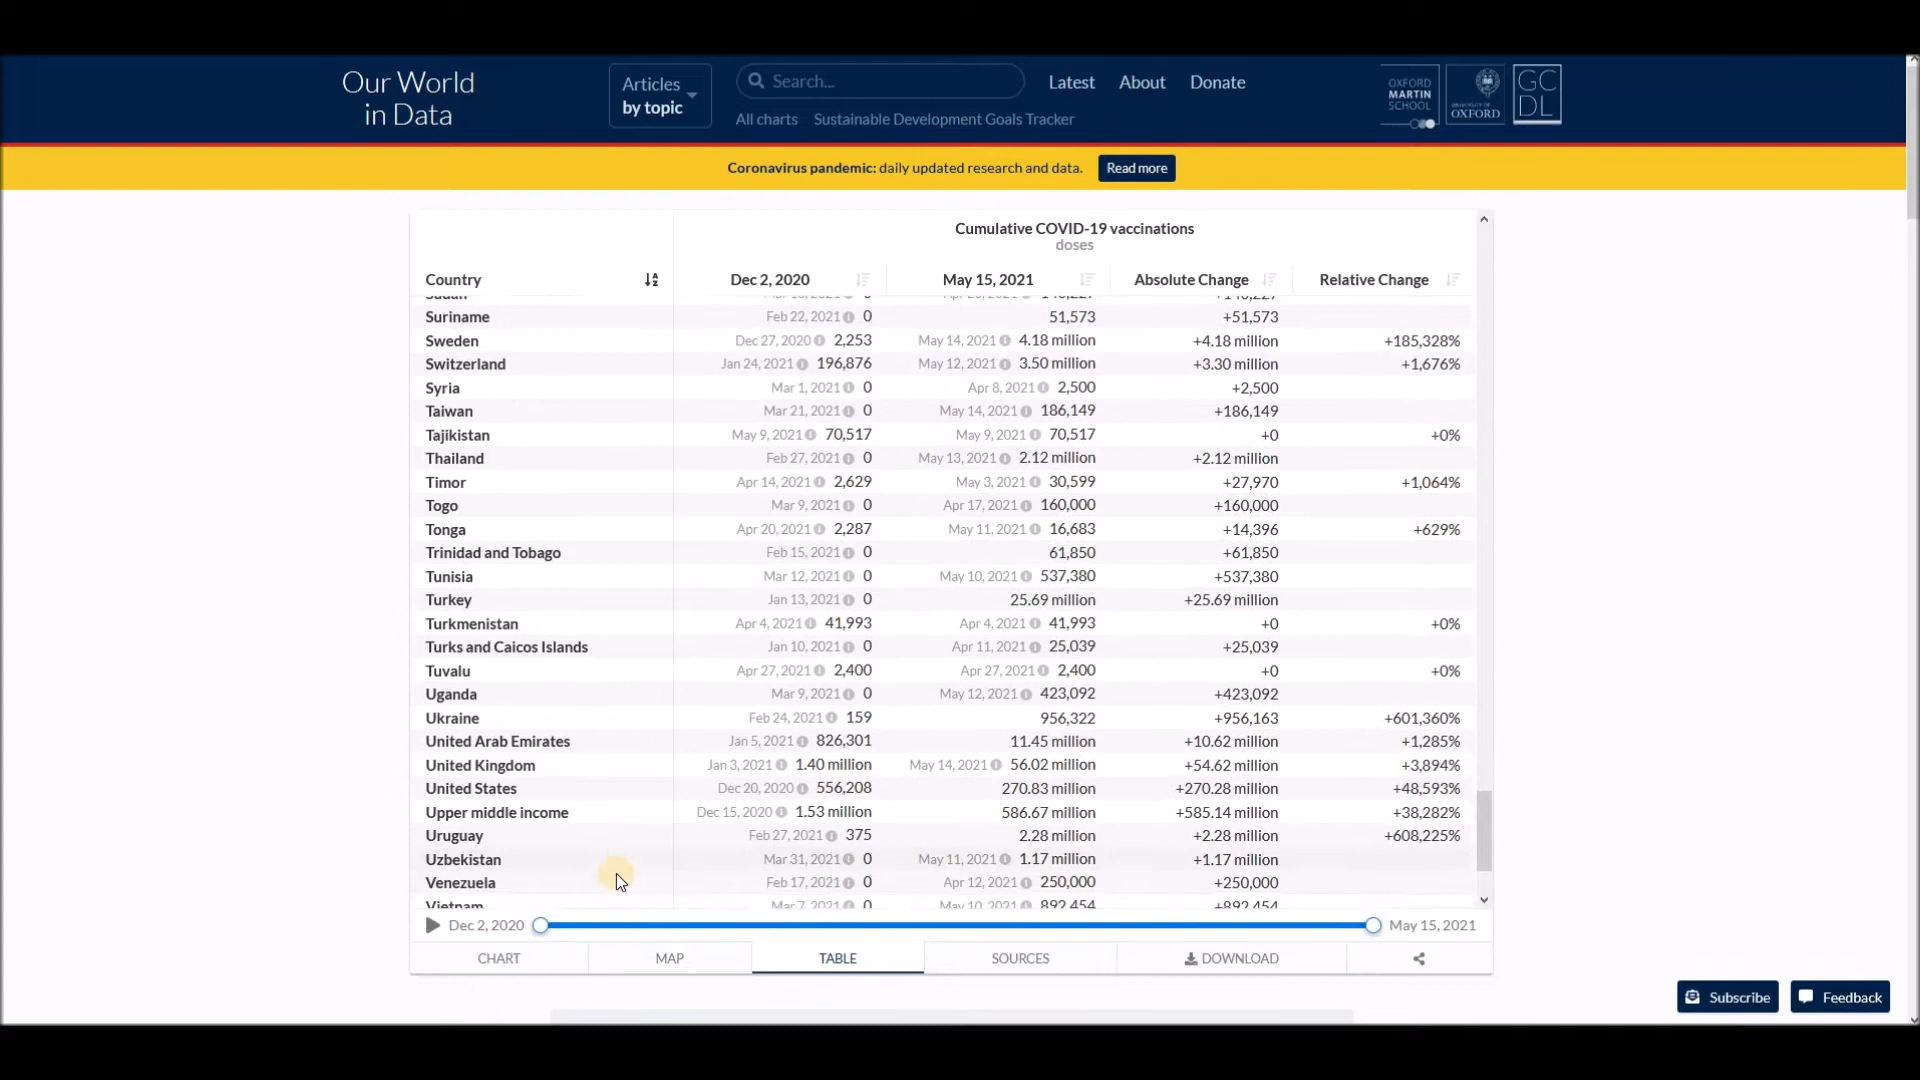 Our World
in Data
Articles
by topic
Search...
Latest
About
Donate
All charts
Sustainable Development Goals Tracker
OXFORD
MARTIN
SCHOOL
UNIVERSITY OF
OXFORD
GC
DL
Coronavirus pandemic: daily updated research and data.
Read more
Cumulative COVID-19 vaccinations
doses
Country Dec 2, 2020 May 15, 2021 Absolute Change Relative Change
Sudan 0
Suriname Feb 22, 2021 0 51,573 +51,573
Sweden Dec 27, 2020 2,253 May 14, 2021 4.18 million +4.18 million +185,328%
Switzerland Jan 24, 2021 196,876 May 12, 2021 3.50 million +3.30 million +1,676%
Syria Mar 1, 2021 0 Apr 8, 2021 2,500 +2,500
Taiwan Mar 21, 2021 0 May 14, 2021 186,149 +186,149
Tajikistan May 9, 2021 70,517 May 9, 2021 70,517 +0 +0%
Thailand Feb 27, 2021 0 May 13, 2021 2.12 million +2.12 million
Timor Apr 14, 2021 2,629 May 3, 2021 30,599 +27,970 +1,064%
Togo Mar 9, 2021 0 Apr 17, 2021 160,000 +160,000
Tonga Apr 20, 2021 2,287 May 11, 2021 16,683 +14,396 +629%
Trinidad and Tobago Feb 15, 2021 0 61,850 +61,850
Tunisia Mar 12, 2021 0 May 10, 2021 537,380 +537,380
Turkey Jan 13, 2021 0 25.69 million +25.69 million
Turkmenistan Apr 4, 2021 41,993 Apr 4, 2021 41,993 +0 +0%
Turks and Caicos Islands Jan 10, 2021 0 Apr 11, 2021 25,039 +25,039
Tuvalu Apr 27, 2021 2,400 Apr 27, 2021 2,400 +0 +0%
Uganda Mar 9, 2021 0 May 12, 2021 423,092 +423,092
Ukraine Feb 24, 2021 159 956,322 +956,163 +601,360%
United Arab Emirates Jan 5, 2021 826,301 11.45 million +10.62 million +1,285%
United Kingdom Jan 3, 2021 1.40 million May 14, 2021 56.02 million +54.62 million +3,894%
United States Dec 20, 2020 556,208 270.83 million +270.28 million +48,593%
Upper middle income Dec 15, 2020 1.53 million 586.67 million +585.14 million +38,282%
Uruguay Feb 27, 2021 375 2.28 million +2.28 million +608,225%
Uzbekistan Mar 31, 2021 0 May 11, 2021 1.17 million +1.17 million
Venezuela Feb 17, 2021 0 Apr 12, 2021 250,000 +250,000
Vietnam Mar 7, 2021 0 May 10, 2021 892,454 +892,454
Dec 2, 2020 May 15, 2021
CHART MAP TABLE SOURCES DOWNLOAD
Subscribe
Feedback